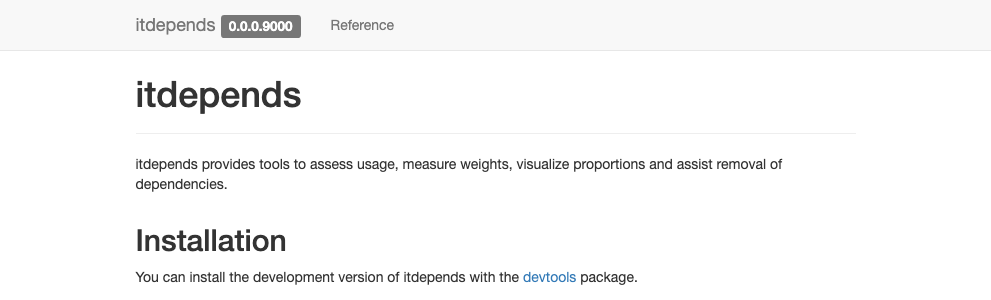 itdepends 0.0.0.9000 Reference
itdepends
itdepends provides tools to assess usage, measure weights, visualize proportions and assist removal of
dependencies.
Installation
You can install the development version of itdepends with the devtools package.